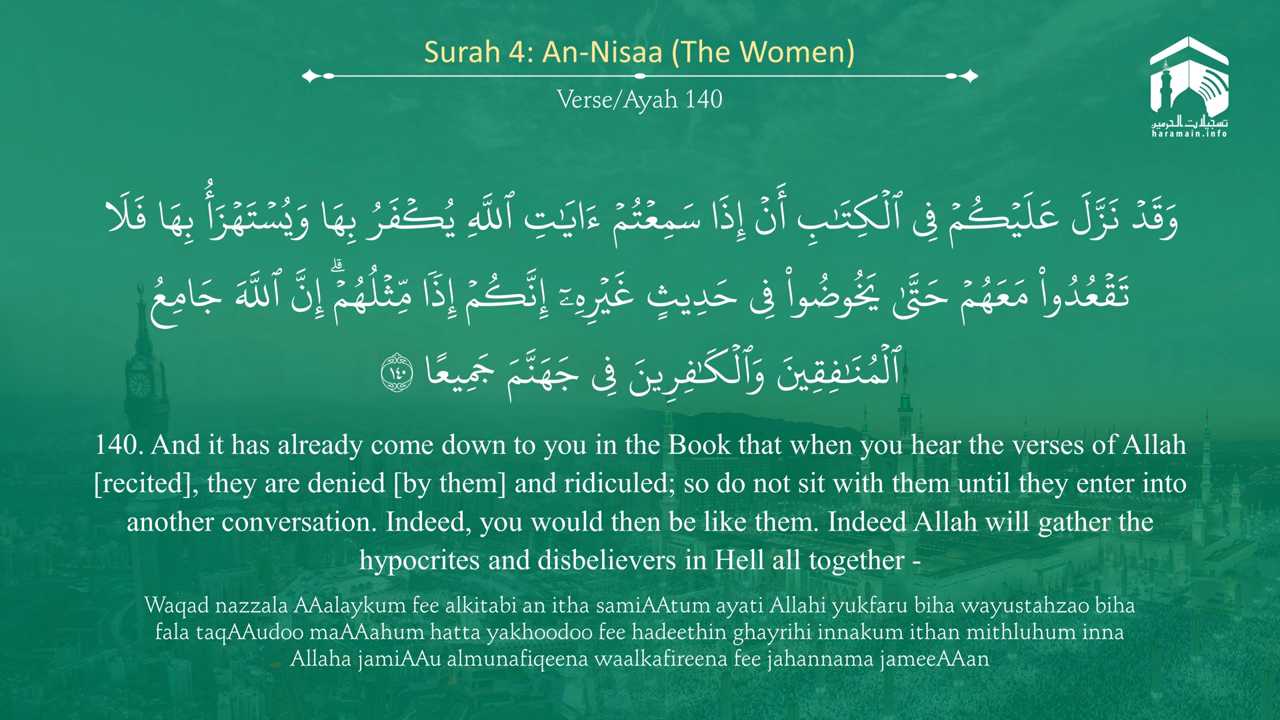 Surah 4: An-Nisaa (The Women)
Verse/Ayah 140
تسجيلات الحرمين
haramain.info
وَقَدْ نَزَّلَ عَلَيْكُمْ فِى ٱلْكِتَـٰبِ أَنْ إِذَا سَمِعْتُمْ ءَايَـٰتِ ٱللَّهِ يُكْفَرُ بِهَا وَيُسْتَهْزَأُ بِهَا فَلَا
تَقْعُدُوا۟ مَعَهُمْ حَتَّىٰ يَخُوضُوا۟ فِى حَدِيثٍ غَيْرِهِۦٓ إِنَّكُمْ إِذًا مِّثْلُهُمْ ۗ إِنَّ ٱللَّهَ جَامِعُ
ٱلْمُنَـٰفِقِينَ وَٱلْكَـٰفِرِينَ فِى جَهَنَّمَ جَمِيعًا ١٤٠
140. And it has already come down to you in the Book that when you hear the verses of Allah
[recited], they are denied [by them] and ridiculed; so do not sit with them until they enter into
another conversation. Indeed, you would then be like them. Indeed Allah will gather the
hypocrites and disbelievers in Hell all together -
Waqad nazzala AAalaykum fee alkitabi an itha samiAAtum ayati Allahi yukfaru biha wayustahzao biha
fala taqAAudoo maAAahum hatta yakhoodoo fee hadeethin ghayrihi innakum ithan mithluhum inna
Allaha jamiAAu almunafiqeena waalkafireena fee jahannama jameeAAan